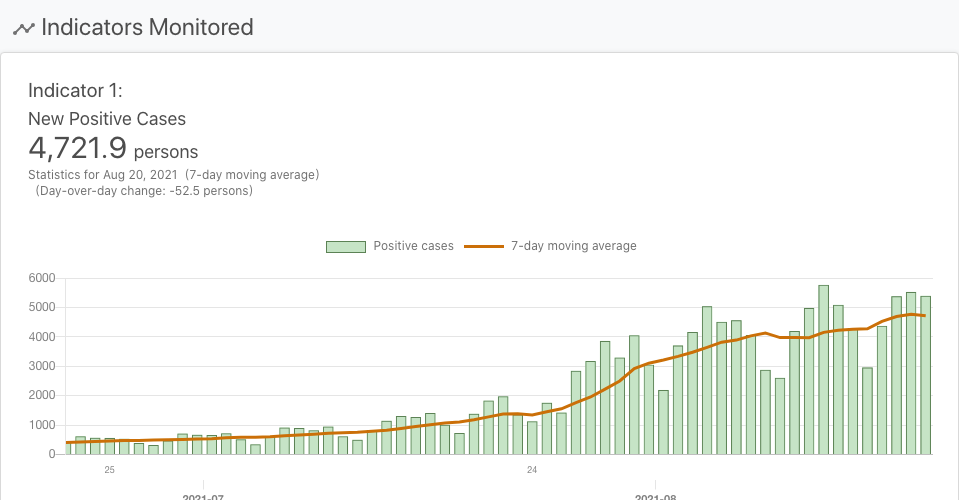 Indicators Monitored
Indicator 1:
New Positive Cases
4,721.9 persons
Statistics for Aug 20, 2021 (7-day moving average)
(Day-over-day change: -52.5 persons)
Positive cases 7-day moving average
6000
5000
4000
3000
2000
1000
0
25 24
2021-07 2021-08